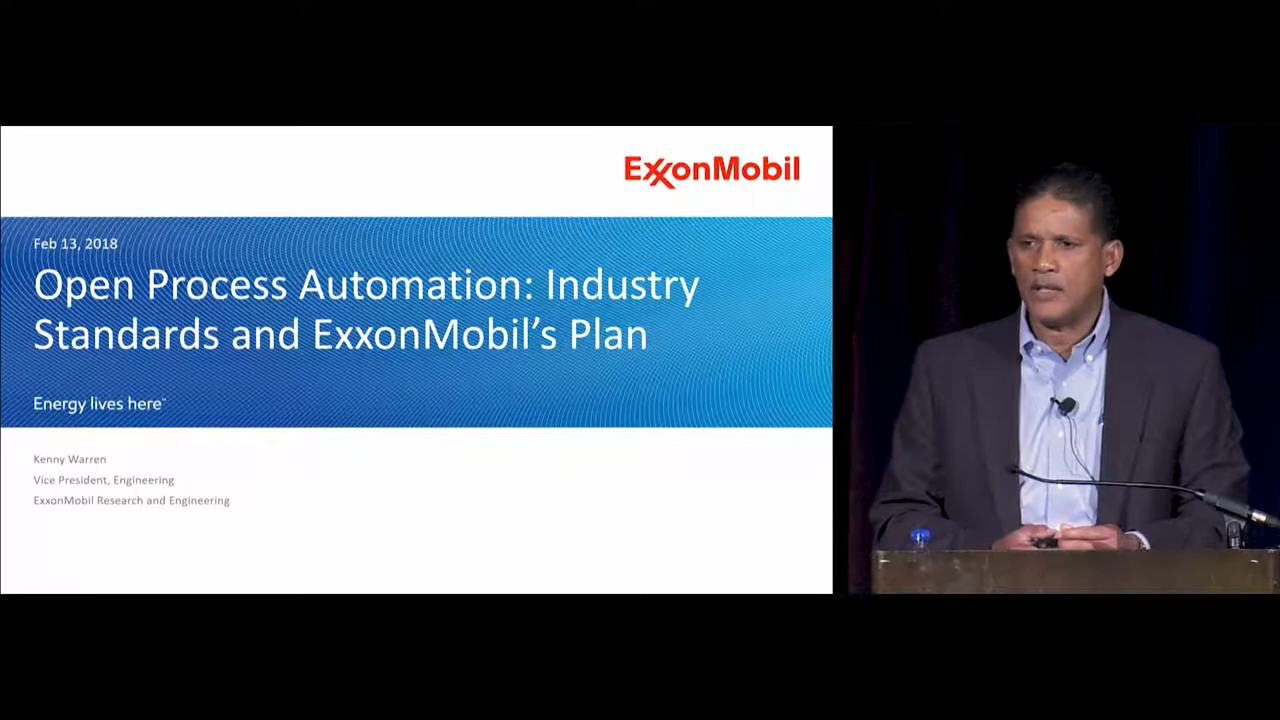 ExxonMobil
Feb 13, 2018
Open Process Automation: Industry
Standards and ExxonMobil's Plan
Energy lives here™
Kenny Warren
Vice President, Engineering
ExxonMobil Research and Engineering